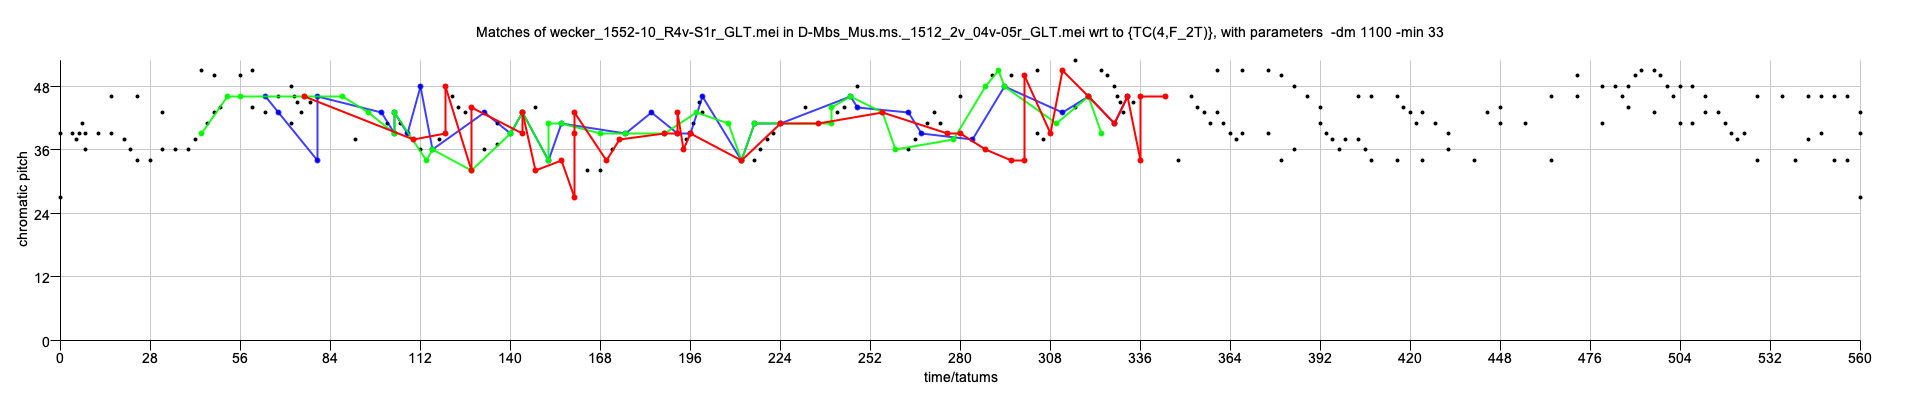 Matches of wecker_1552-10_R4v-S1r_GLT.mei in D-Mbs_Mus.ms._1512_2v_04v-05r_GLT.mei wrt to {TC(4,F_2T)}, with parameters  -dm 1100 -min 33
chromatic pitch
48
36
24
12
0
0 28 56 84 112 140 168 196 224 252 280 308 336 364 392 420 448 476 504 532 560
time/tatums